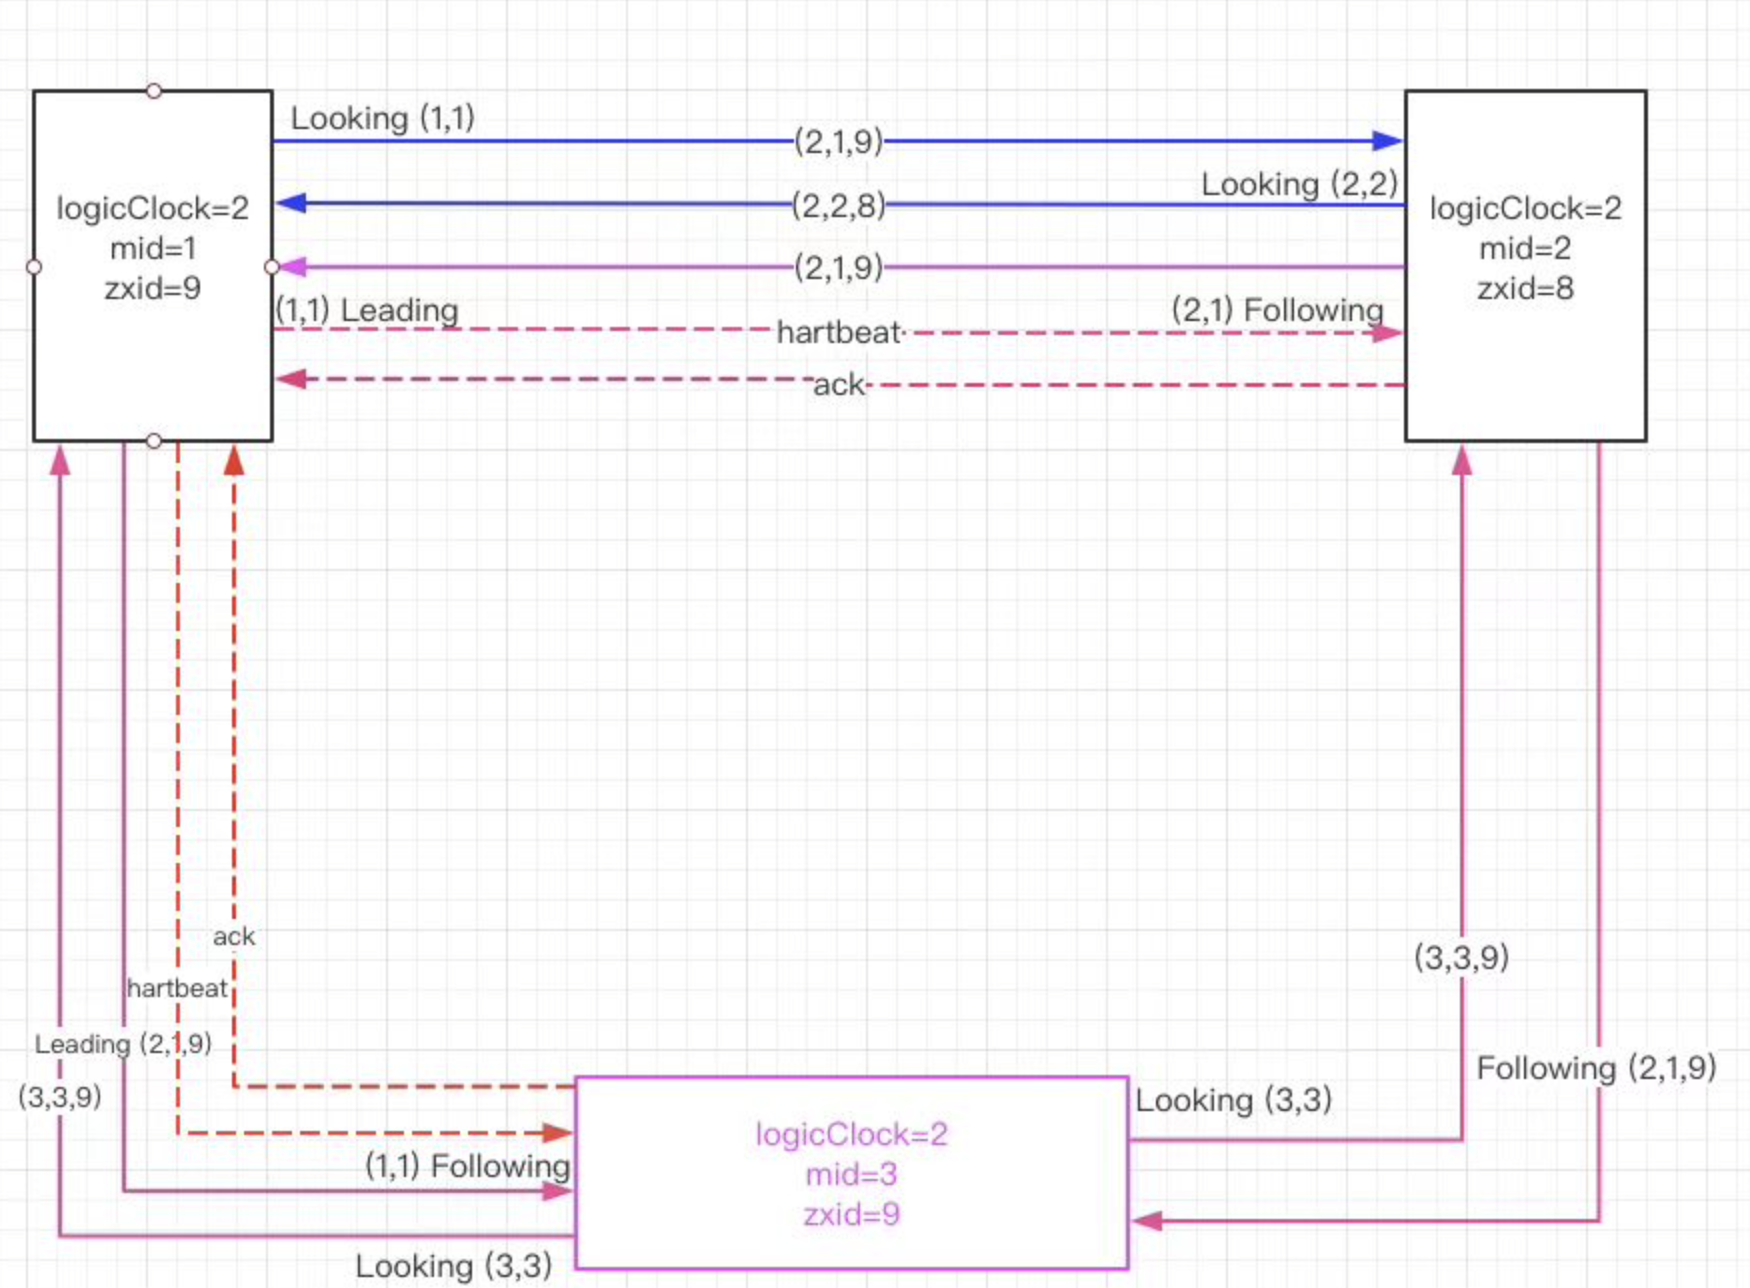 Looking (1,1)
(2,1,9)
Looking (2,2)
(2,2,8)
(2,1,9)
logicClock=2
mid=1
zxid=9
logicClock=2
mid=2
zxid=8
(1,1) Leading
hartbeat
(2,1) Following
ack
ack
hartbeat
Leading (2,1,9)
(3,3,9)
(3,3,9)
Following (2,1,9)
Looking (3,3)
logicClock=2
mid=3
zxid=9
(1,1) Following
Looking (3,3)